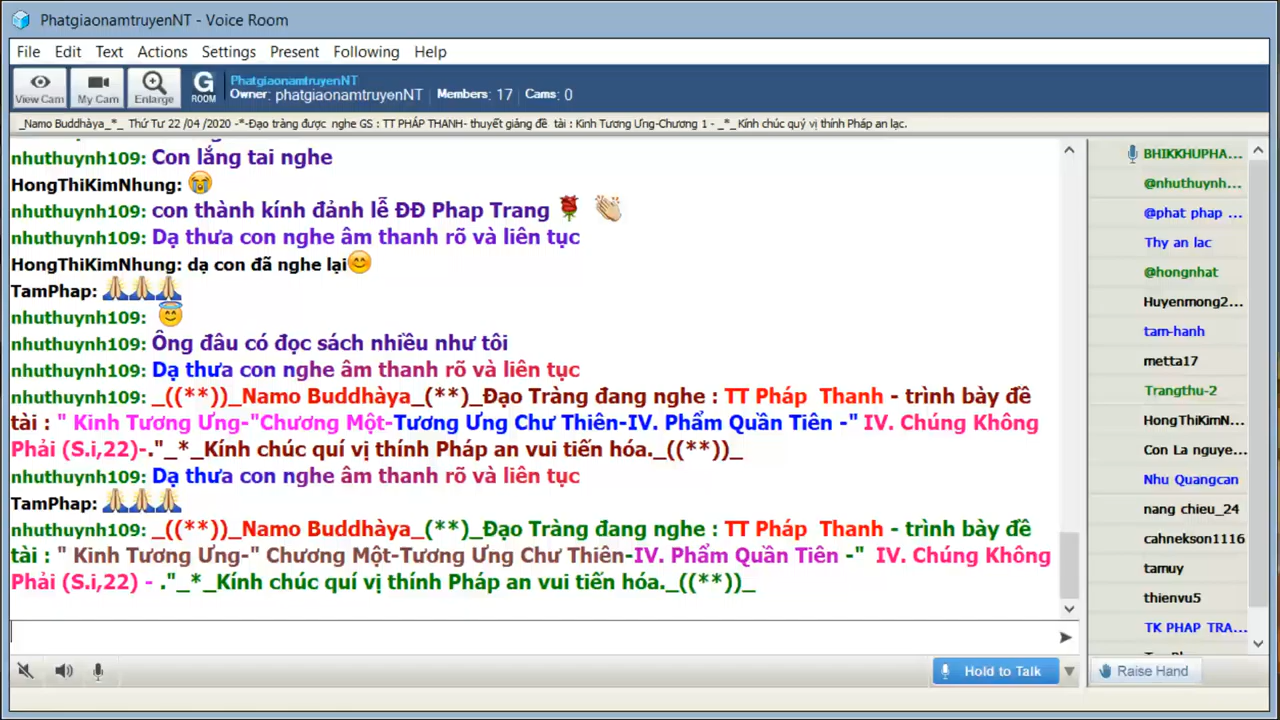 PhatgiaonamtruyenNT - Voice Room
File Edit Text Actions Settings Present Following Help
View Cam My Cam Enlarge G ROOM
PhatgiaonamtruyenNT
Owner: phatgiaonamtruyenNT Members: 17 Cams: 0
_Namo Buddhàya_*_ Thứ Tư 22 /04 /2020 -*-Đạo tràng được nghe GS : TT PHÁP THANH- thuyết giảng đề tài : Kinh Tương Ưng-Chương 1 - _*_ Kính chúc quý vị thính Pháp an lạc.
nhuthuynh109: Con lắng tai nghe
HongThiKimNhung: 😭
nhuthuynh109: con thành kính đảnh lễ ĐĐ Phap Trang 🌹 👏
nhuthuynh109: Dạ thưa con nghe âm thanh rõ và liên tục
HongThiKimNhung: dạ con đã nghe lại😊
TamPhap: 🙏🙏🙏
nhuthuynh109: 😇
nhuthuynh109: Ông đâu có đọc sách nhiều như tôi
nhuthuynh109: Dạ thưa con nghe âm thanh rõ và liên tục
nhuthuynh109: _((**))_Namo Buddhàya_(**)_Đạo Tràng đang nghe : TT Pháp Thanh - trình bày đề
tài : " Kinh Tương Ưng-"Chương Một-Tương Ưng Chư Thiên-IV. Phẩm Quần Tiên -" IV. Chúng Không
Phải (S.i,22)-."_*_Kính chúc quí vị thính Pháp an vui tiến hóa._((**))_
nhuthuynh109: Dạ thưa con nghe âm thanh rõ và liên tục
TamPhap: 🙏🙏🙏
nhuthuynh109: _((**))_Namo Buddhàya_(**)_Đạo Tràng đang nghe : TT Pháp Thanh - trình bày đề
tài : " Kinh Tương Ưng-" Chương Một-Tương Ưng Chư Thiên-IV. Phẩm Quần Tiên -" IV. Chúng Không
Phải (S.i,22) - ."_*_Kính chúc quí vị thính Pháp an vui tiến hóa._((**))_
BHIKKHUPHA...
@nhuthuynh...
@phat phap ...
Thy an lac
@hongnhat
Huyenmong2...
tam-hanh
metta17
Trangthu-2
HongThiKimN...
Con La nguye...
Nhu Quangcan
nang chieu_24
cahnekson1116
tamuy
thienvu5
TK PHAP TRA...
Hold to Talk
Raise Hand